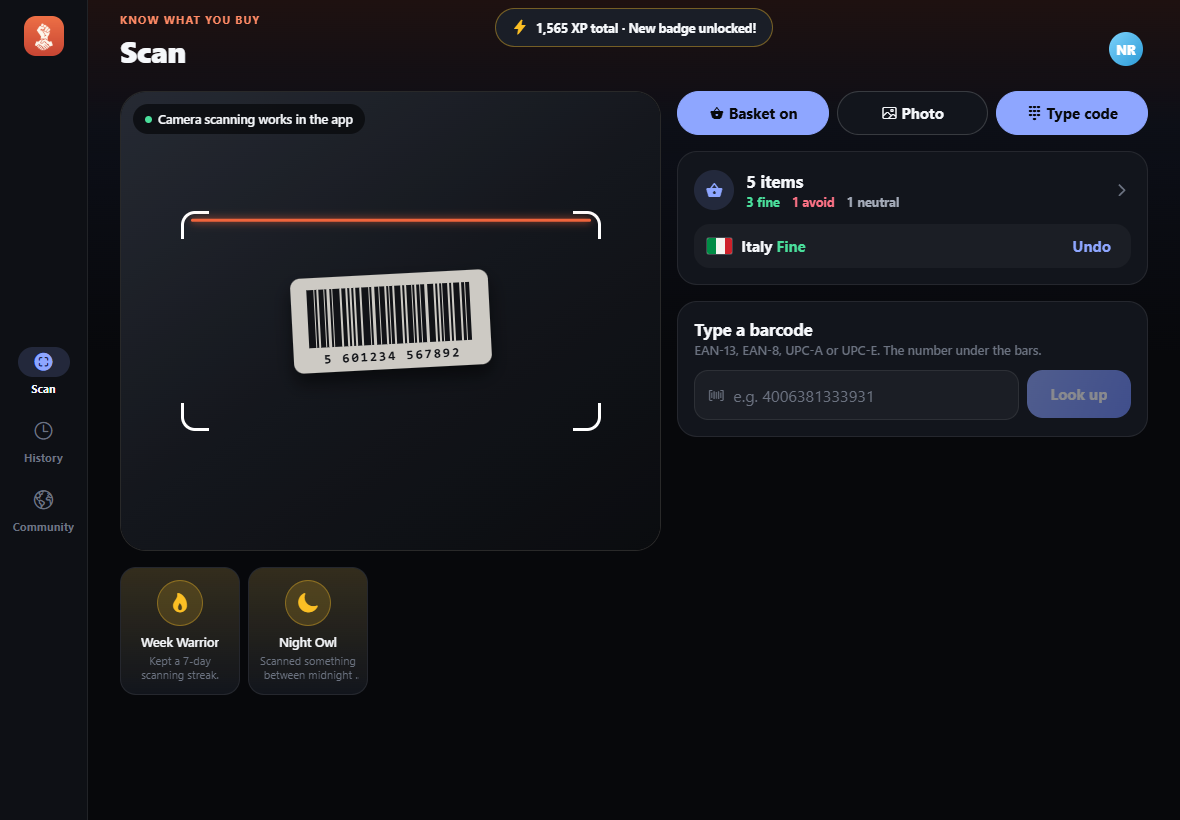 KNOW WHAT YOU BUY
Scan
1,565 XP total · New badge unlocked!
NR
Camera scanning works in the app
5 601234 567892
Basket on
Photo
Type code
5 items
3 fine 1 avoid 1 neutral
Italy Fine
Undo
Type a barcode
EAN-13, EAN-8, UPC-A or UPC-E. The number under the bars.
e.g. 4006381333931
Look up
Scan
History
Community
Week Warrior
Kept a 7-day
scanning streak.
Night Owl
Scanned something
between midnight .